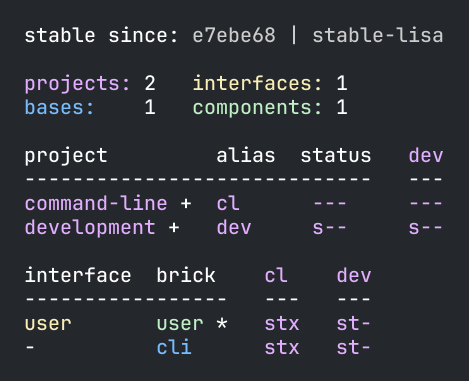 stable since: e7ebe68 | stable-lisa
projects: 2   interfaces: 1
bases:    1   components: 1
project         alias  status   dev
-----------------------------   ---
command-line +  cl      ---     ---
development +   dev     s--     s--
interface  brick    cl    dev
-----------------   ---   ---
user       user *   stx   st-
-          cli      stx   st-